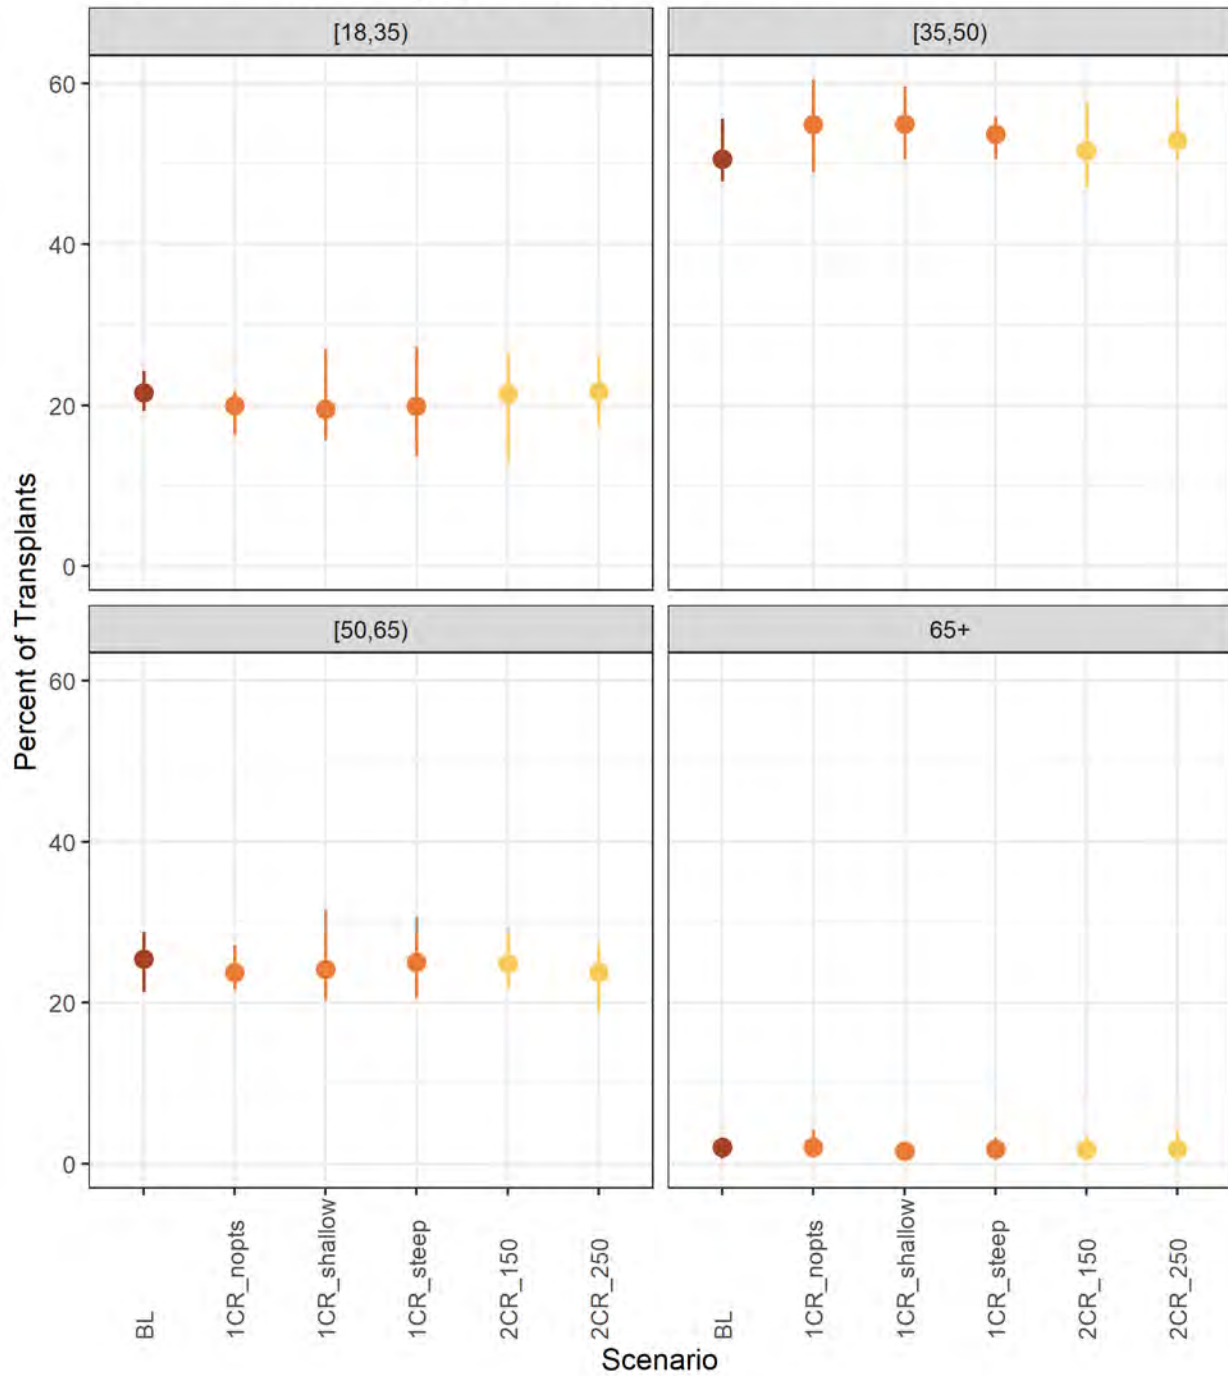 [18,35)
[35,50)
60
40
20
0
[50,65)
65+
60
40
20
0
Percent of Transplants
BL
1CR_nopts
1CR_shallow
1CR_steep
2CR_150
2CR_250
BL
1CR_nopts
1CR_shallow
1CR_steep
2CR_150
2CR_250
Scenario